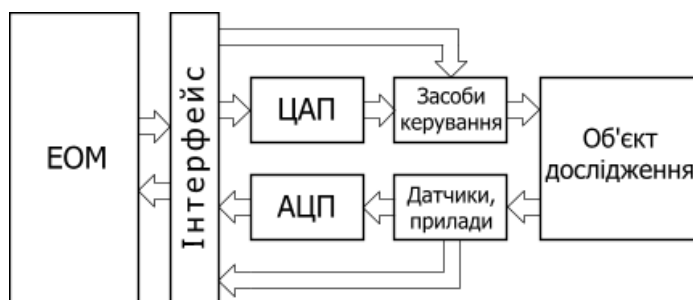 ЕОМ
Інтерфейс
ЦАП
Засоби
керування
Об'єкт
дослідження
АЦП
Датчики,
прилади